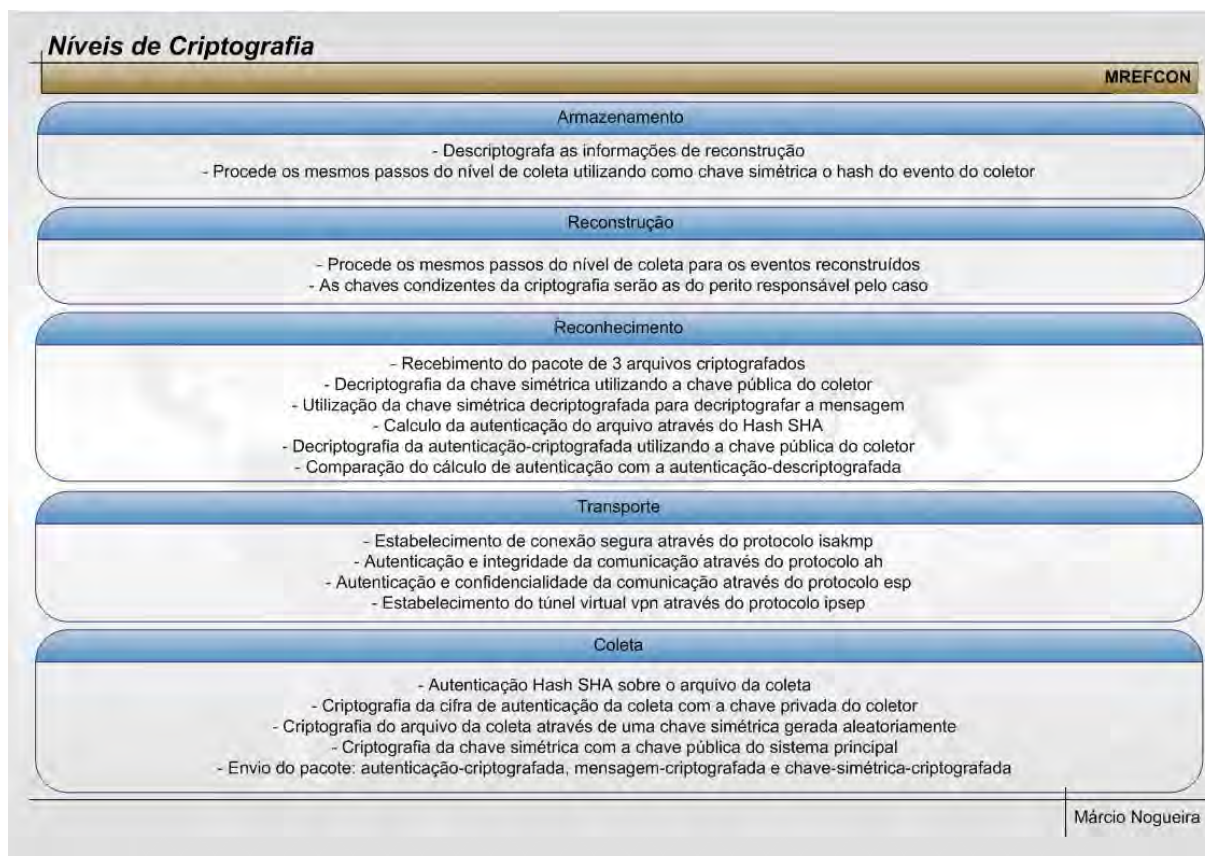 Níveis de Criptografia
MREFCON
Armazenamento
- Descriptografa as informações de reconstrução
- Procede os mesmos passos do nível de coleta utilizando como chave simétrica o hash do evento do coletor
Reconstrução
- Procede os mesmos passos do nível de coleta para os eventos reconstruídos
- As chaves condizentes da criptografia serão as do perito responsável pelo caso
Reconhecimento
- Recebimento do pacote de 3 arquivos criptografados
- Decriptografia da chave simétrica utilizando a chave pública do coletor
- Utilização da chave simétrica decriptografada para decriptografar a mensagem
- Calculo da autenticação do arquivo através do Hash SHA
- Decriptografia da autenticação-criptografada utilizando a chave pública do coletor
- Comparação do cálculo de autenticação com a autenticação-descriptografada
Transporte
- Estabelecimento de conexão segura através do protocolo isakmp
- Autenticação e integridade da comunicação através do protocolo ah
- Autenticação e confidencialidade da comunicação através do protocolo esp
- Estabelecimento do túnel virtual vpn através do protocolo ipsep
Coleta
- Autenticação Hash SHA sobre o arquivo da coleta
- Criptografia da cifra de autenticação da coleta com a chave privada do coletor
- Criptografia do arquivo da coleta através de uma chave simétrica gerada aleatoriamente
- Criptografia da chave simétrica com a chave pública do sistema principal
- Envio do pacote: autenticação-criptografada, mensagem-criptografada e chave-simétrica-criptografada
Márcio Nogueira